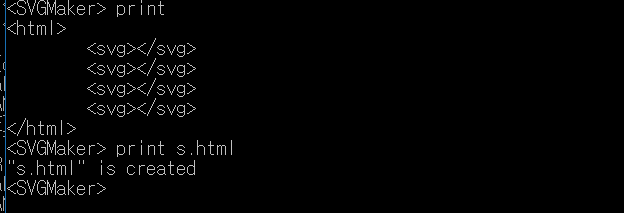 <SVGMaker> print
<html>
<svg></svg>
<svg></svg>
<svg></svg>
<svg></svg>
</html>
<SVGMaker> print s.html
"s.html" is created
<SVGMaker>